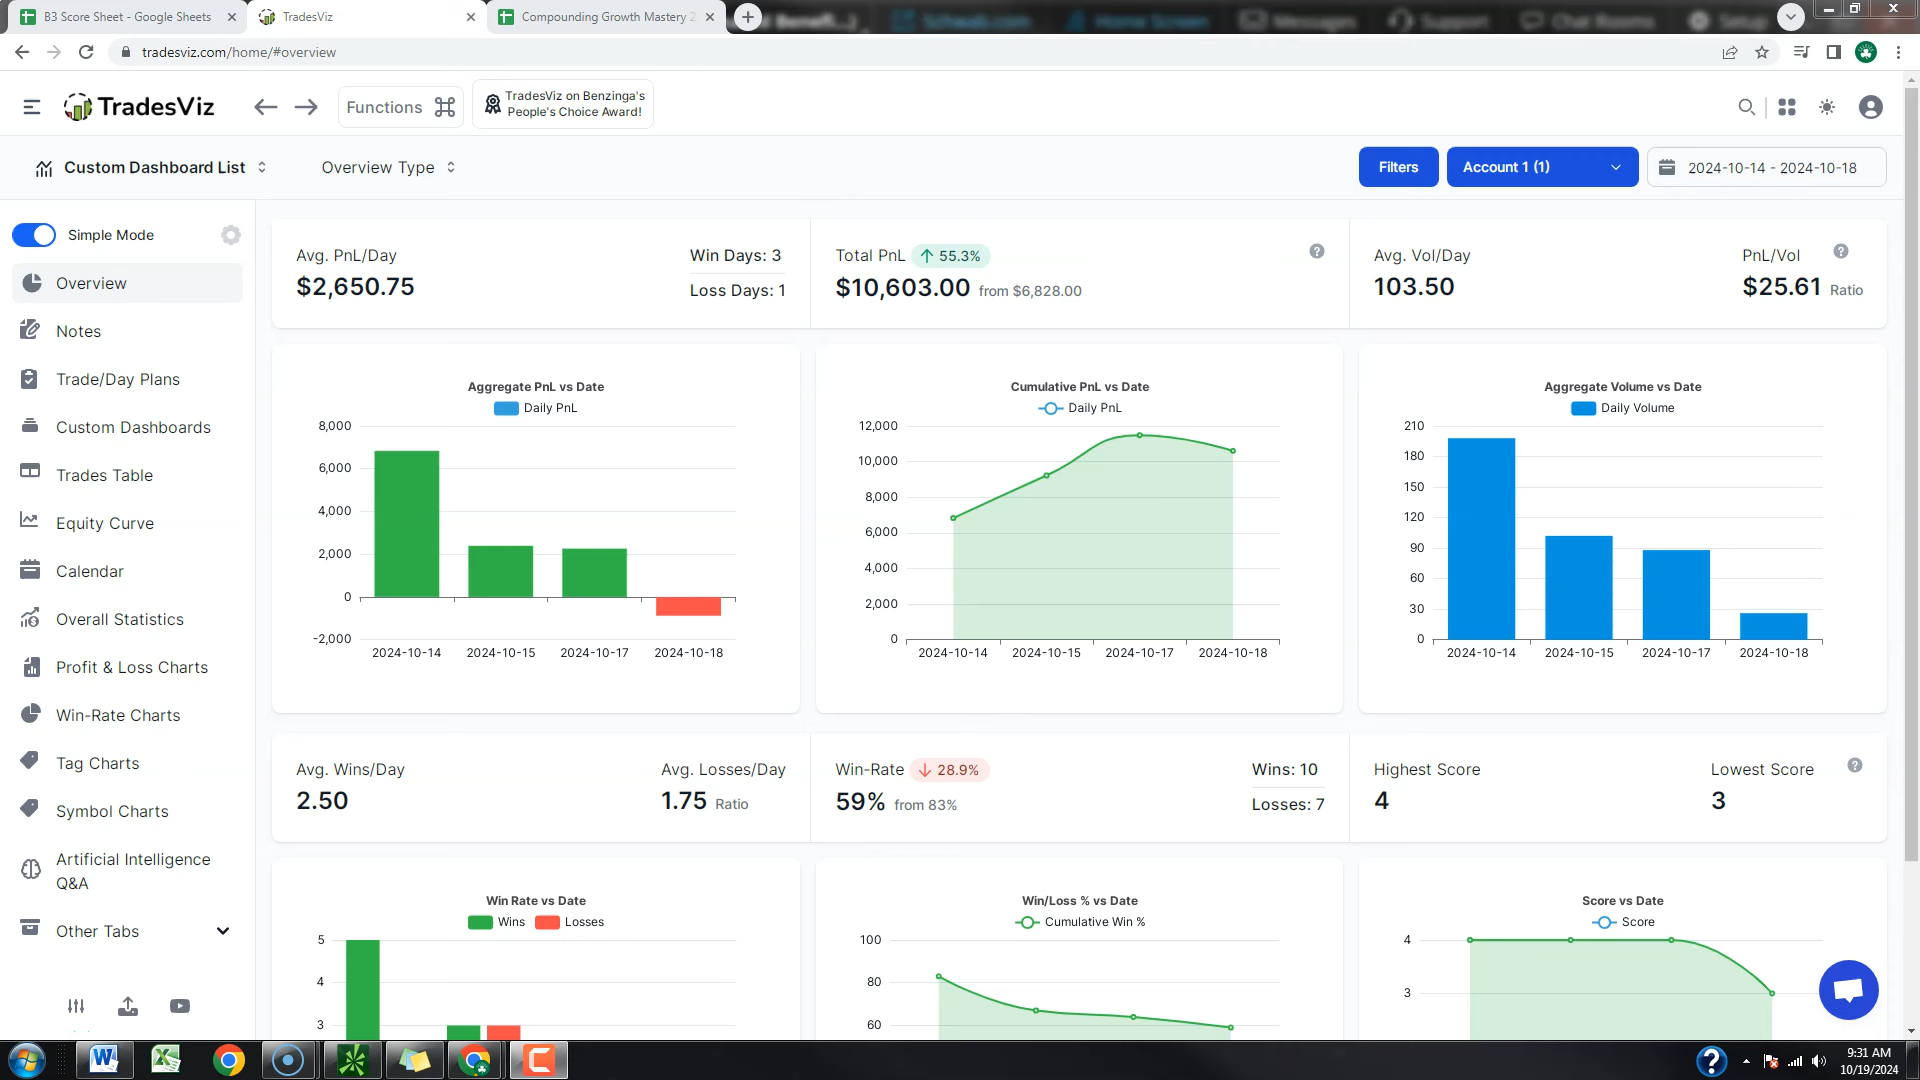 B3 Score Sheet - Google Sheets
TradesViz
Compounding Growth Mastery 2
Schwab.com
Home Screen
Messages
Support
Chat Rooms
Setup
tradesviz.com/home/#overview
TradesViz
Functions
TradesViz on Benzinga's
People's Choice Award!
Custom Dashboard List
Overview Type
Filters
Account 1 (1)
2024-10-14 - 2024-10-18
Simple Mode
Overview
Notes
Trade/Day Plans
Custom Dashboards
Trades Table
Equity Curve
Calendar
Overall Statistics
Profit & Loss Charts
Win-Rate Charts
Tag Charts
Symbol Charts
Artificial Intelligence
Q&A
Other Tabs
Avg. PnL/Day
$2,650.75
Win Days: 3
Loss Days: 1
Total PnL 55.3%
$10,603.00 from $6,828.00
Avg. Vol/Day
103.50
PnL/Vol
$25.61 Ratio
Aggregate PnL vs Date
Daily PnL
8,000
6,000
4,000
2,000
0
-2,000
2024-10-14 2024-10-15 2024-10-17 2024-10-18
Cumulative PnL vs Date
Daily PnL
12,000
10,000
8,000
6,000
4,000
2,000
0
2024-10-14 2024-10-15 2024-10-17 2024-10-18
Aggregate Volume vs Date
Daily Volume
210
180
150
120
90
60
30
0
2024-10-14 2024-10-15 2024-10-17 2024-10-18
Avg. Wins/Day
2.50
Avg. Losses/Day
1.75 Ratio
Win-Rate 28.9%
59% from 83%
Wins: 10
Losses: 7
Highest Score
4
Lowest Score
3
Win Rate vs Date
Wins Losses
5
4
3
Win/Loss % vs Date
Cumulative Win %
100
80
60
Score vs Date
Score
4
3
9:31 AM
10/19/2024